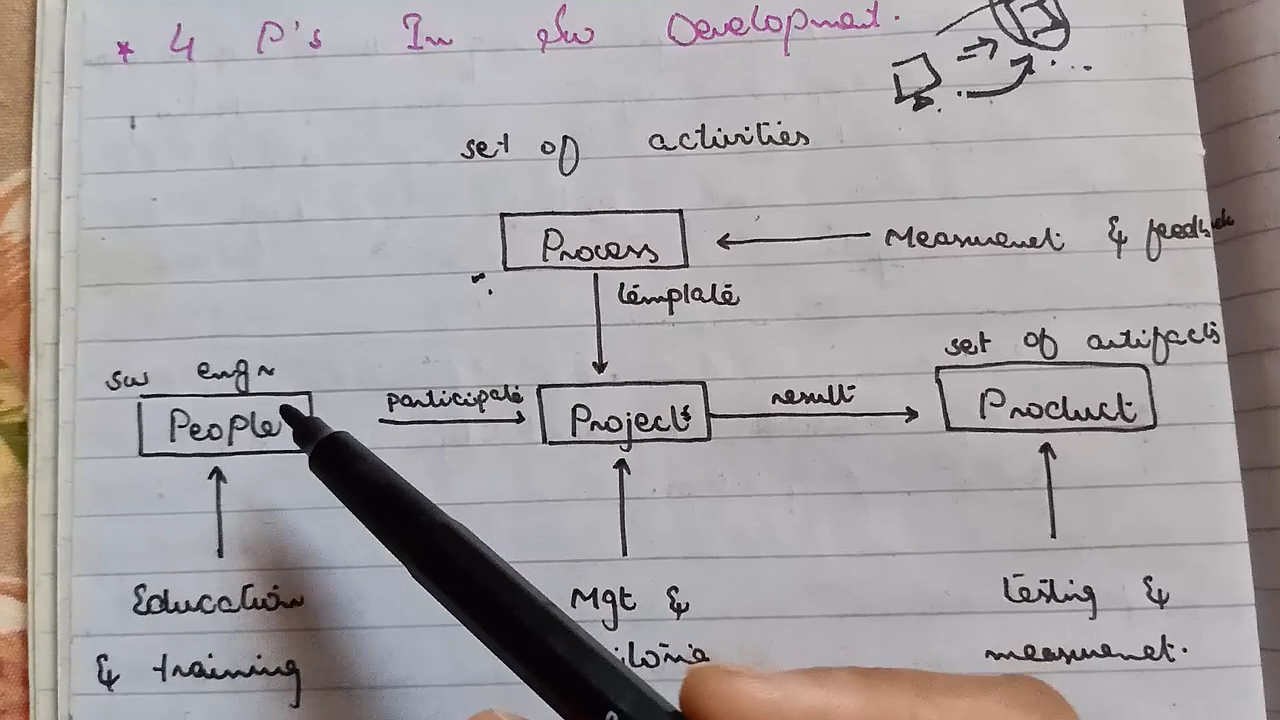 * 4 P's In s/w Development.
set of activities
Process
Measurement &
template
set of artifacts
sw engr
People
participate
Project
result
Product
Education
& training
Mgt &
testing &
measurement.